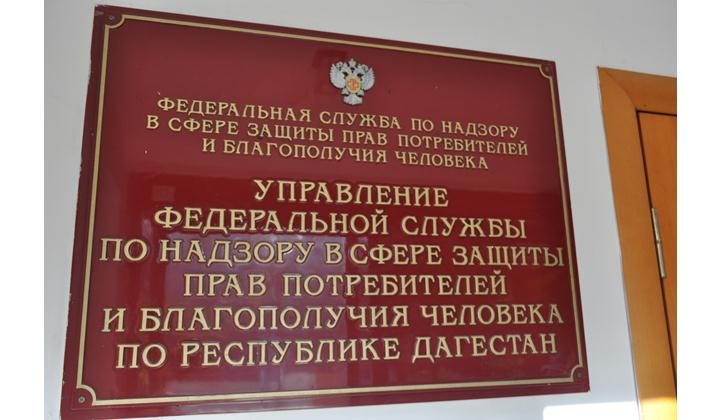 ФЕДЕРАЛЬНАЯ СЛУЖБА ПО НАДЗОРУ
В СФЕРЕ ЗАЩИТЫ ПРАВ ПОТРЕБИТЕЛЕЙ
И БЛАГОПОЛУЧИЯ ЧЕЛОВЕКА
УПРАВЛЕНИЕ
ФЕДЕРАЛЬНОЙ СЛУЖБЫ
ПО НАДЗОРУ В СФЕРЕ ЗАЩИТЫ
ПРАВ ПОТРЕБИТЕЛЕЙ
И БЛАГОПОЛУЧИЯ ЧЕЛОВЕКА
ПО РЕСПУБЛИКЕ ДАГЕСТАН